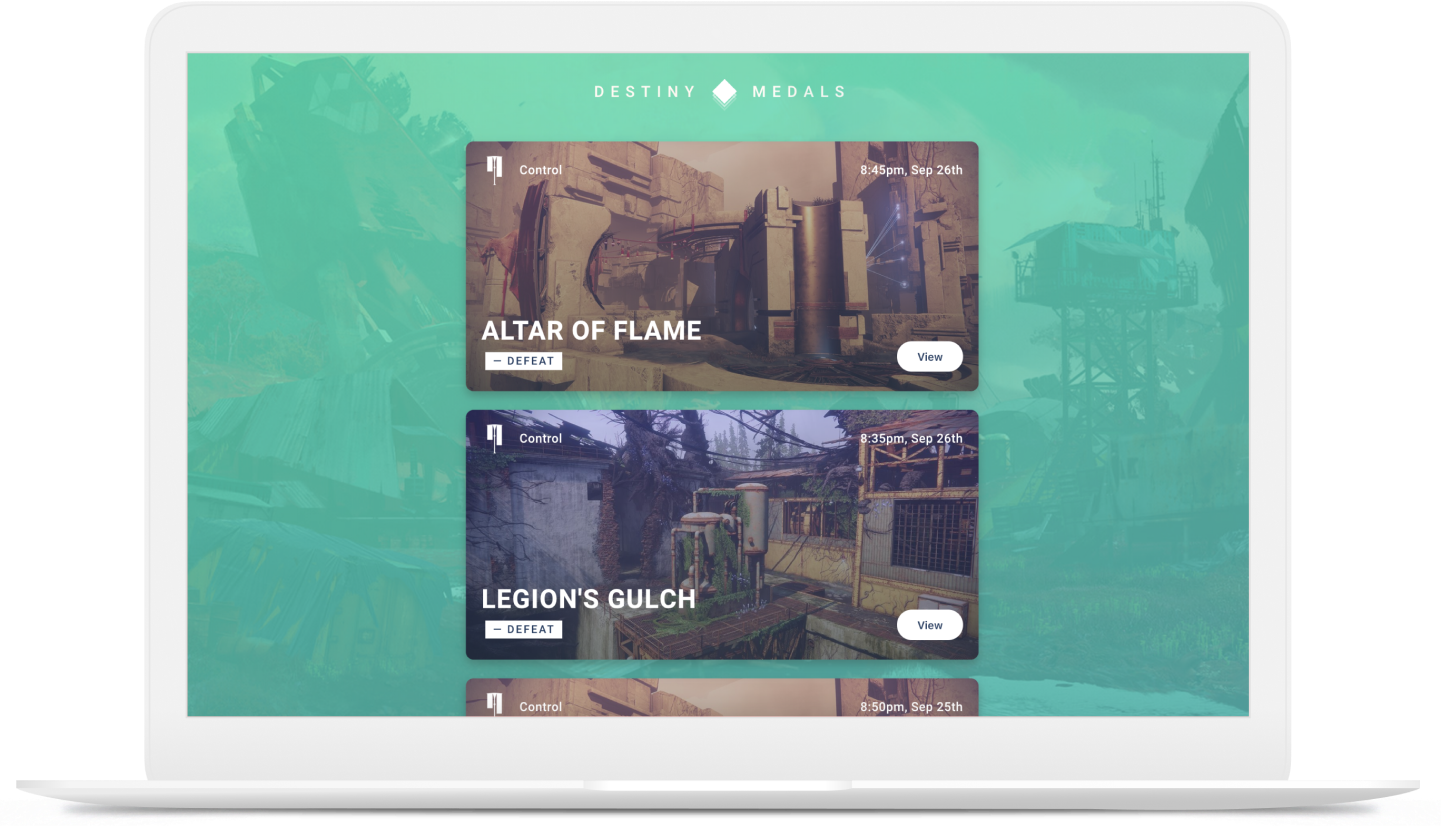 DESTINY MEDALS
Control 8:45pm, Sep 26th
ALTAR OF FLAME
— DEFEAT
View
Control 8:35pm, Sep 26th
LEGION'S GULCH
— DEFEAT
View
Control 8:50pm, Sep 25th